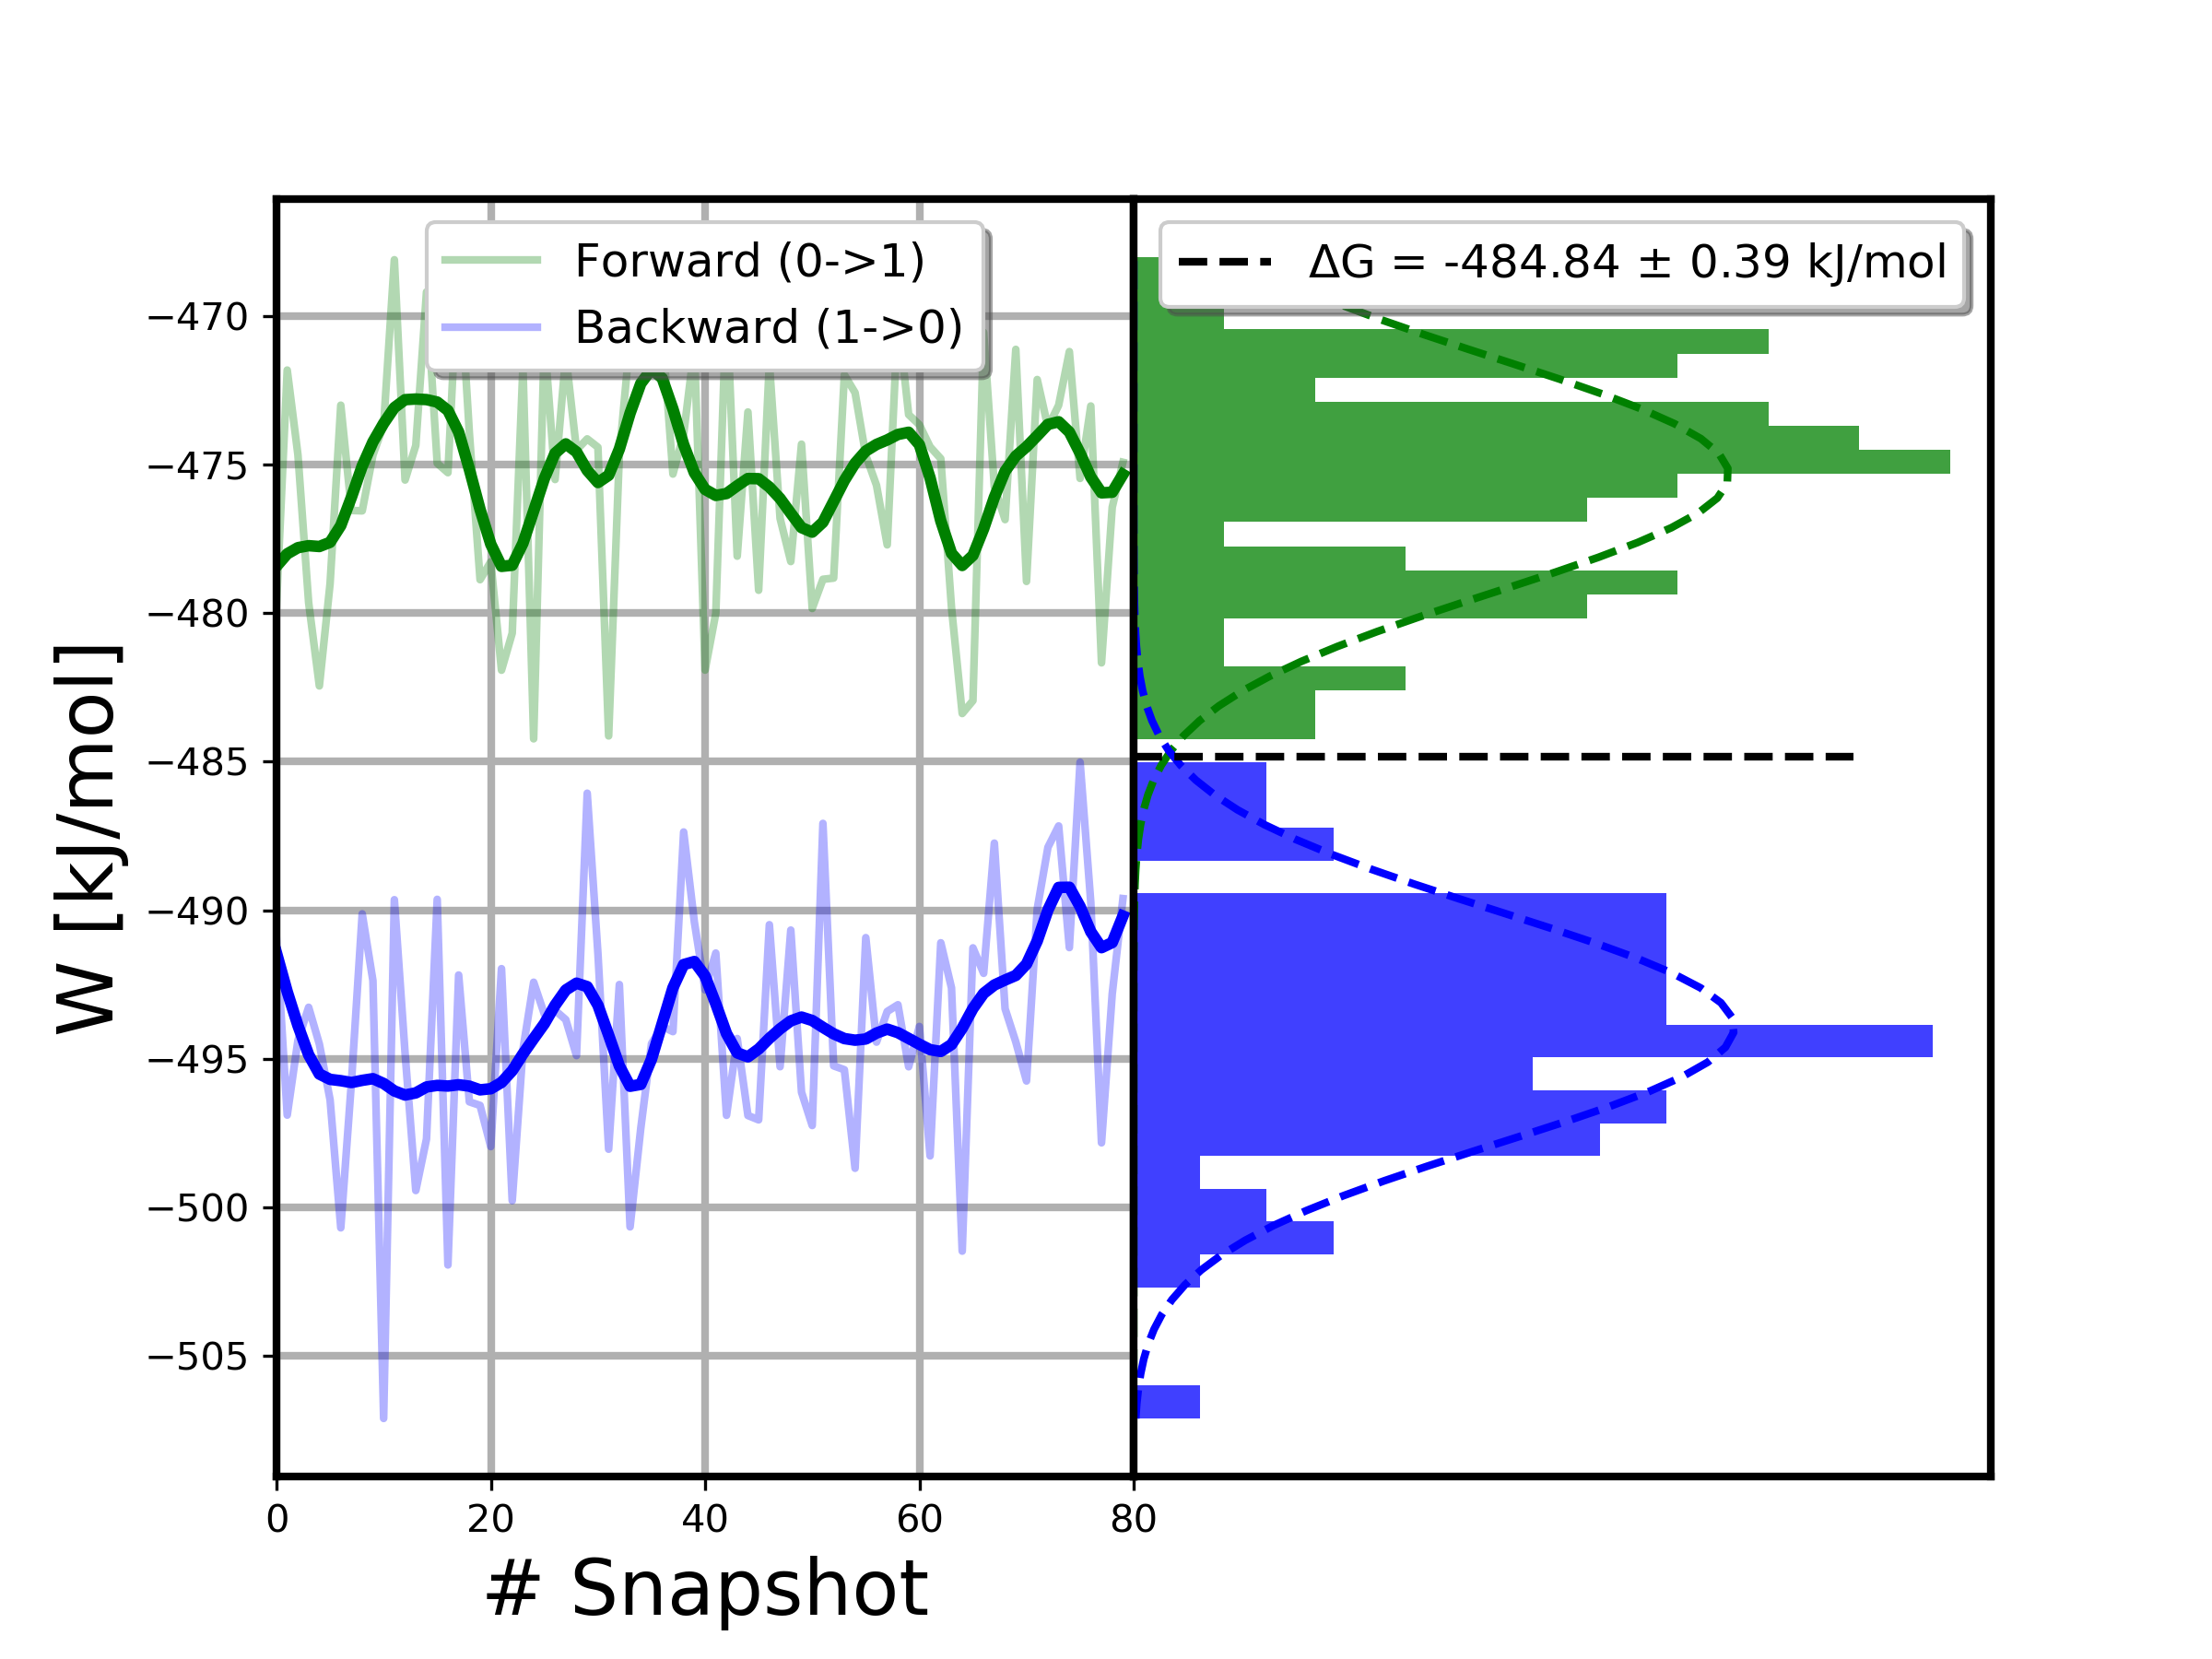 Forward (0->1)
Backward (1->0)
ΔG = -484.84 ± 0.39 kJ/mol
−470
−475
−480
−485
−490
−495
−500
−505
W [kJ/mol]
0 20 40 60 80
# Snapshot